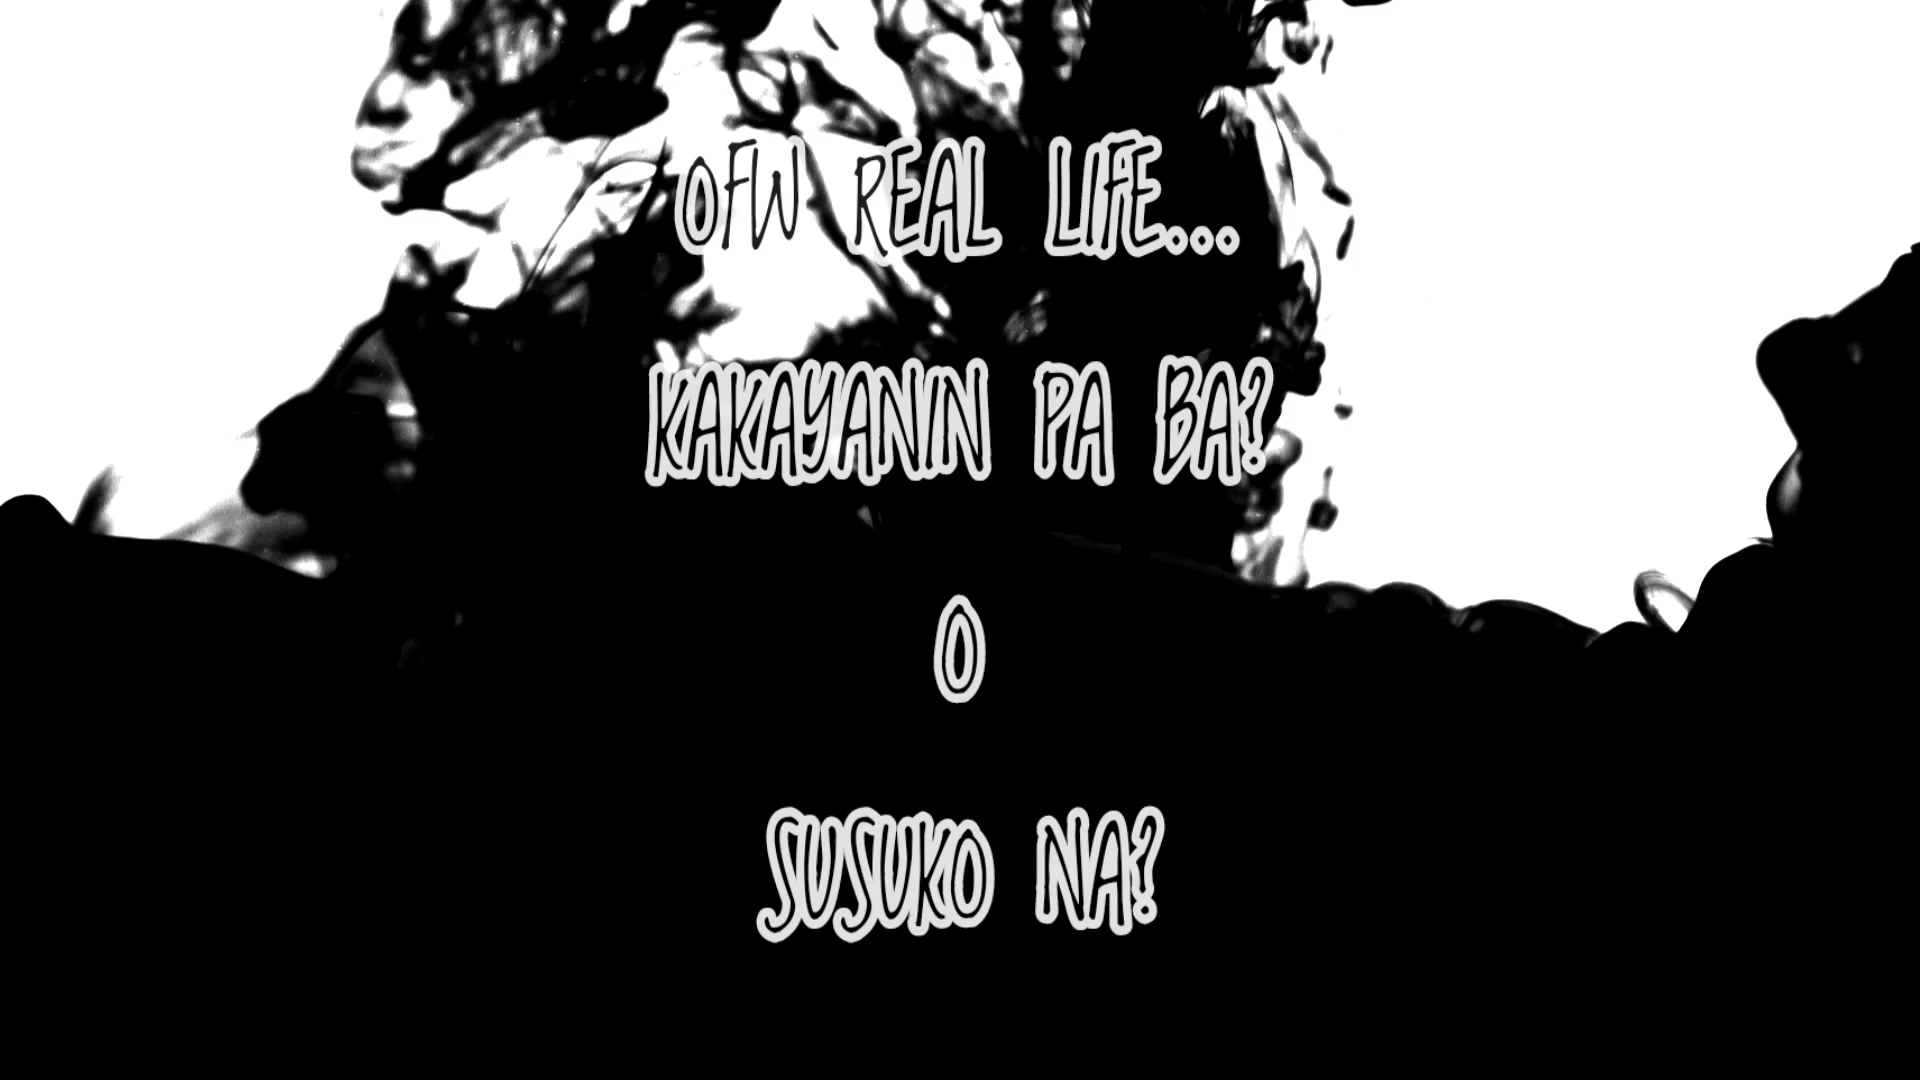 OFW REAL LIFE...
KAKAYANIN PA BA?
O
SUSUKO NA?